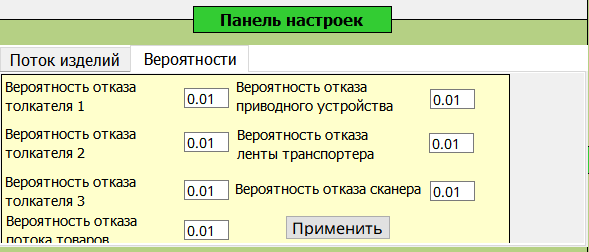 Панель настроек
Поток изделий Вероятности
Вероятность отказа
толкателя 1
0.01
Вероятность отказа
приводного устройства
0.01
Вероятность отказа
толкателя 2
0.01
Вероятность отказа
ленты транспортера
0.01
Вероятность отказа
толкателя 3
0.01
Вероятность отказа сканера
0.01
Вероятность отказа
потока товаров
0.01
Применить